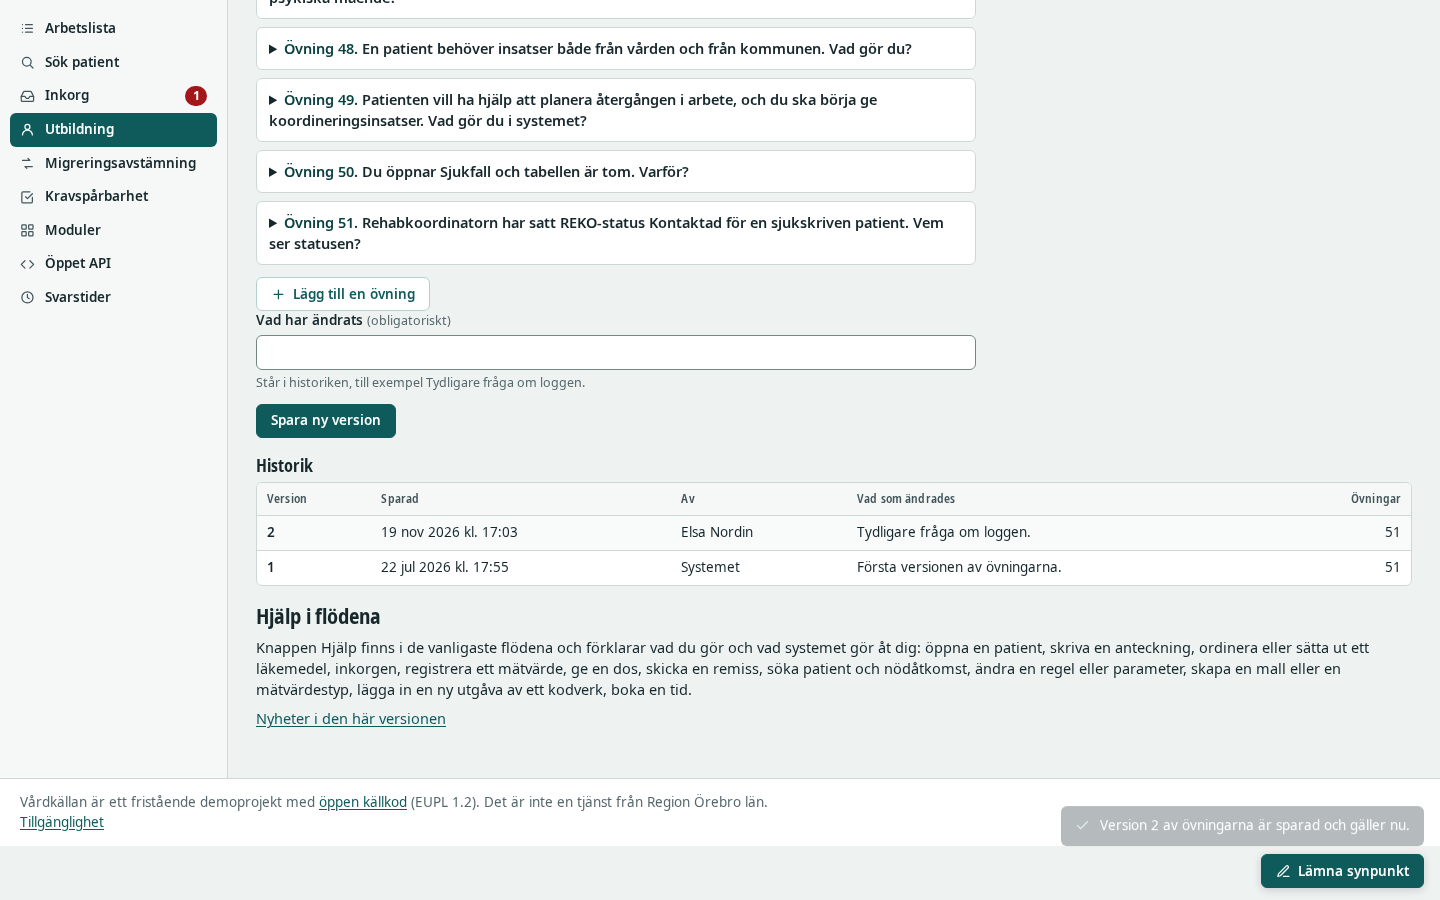 Arbetslista
Sök patient
Inkorg 1
Utbildning
Migreringsavstämning
Kravspårbarhet
Moduler
Öppet API
Svarstider
psykiska mående?
Övning 48. En patient behöver insatser både från vården och från kommunen. Vad gör du?
Övning 49. Patienten vill ha hjälp att planera återgången i arbete, och du ska börja ge
koordineringsinsatser. Vad gör du i systemet?
Övning 50. Du öppnar Sjukfall och tabellen är tom. Varför?
Övning 51. Rehabkoordinatorn har satt REKO-status Kontaktad för en sjukskriven patient. Vem
ser statusen?
Lägg till en övning
Vad har ändrats (obligatoriskt)
Står i historiken, till exempel Tydligare fråga om loggen.
Spara ny version
Historik
Version Sparad Av Vad som ändrades Övningar
2 19 nov 2026 kl. 17:03 Elsa Nordin Tydligare fråga om loggen. 51
1 22 jul 2026 kl. 17:55 Systemet Första versionen av övningarna. 51
Hjälp i flödena
Knappen Hjälp finns i de vanligaste flödena och förklarar vad du gör och vad systemet gör åt dig: öppna en patient, skriva en anteckning, ordinera eller sätta ut ett
läkemedel, inkorgen, registrera ett mätvärde, ge en dos, skicka en remiss, söka patient och nödåtkomst, ändra en regel eller parameter, skapa en mall eller en
mätvärdestyp, lägga in en ny utgåva av ett kodverk, boka en tid.
Nyheter i den här versionen
Vårdkällan är ett fristående demoprojekt med öppen källkod (EUPL 1.2). Det är inte en tjänst från Region Örebro län.
Tillgänglighet
Version 2 av övningarna är sparad och gäller nu.
Lämna synpunkt